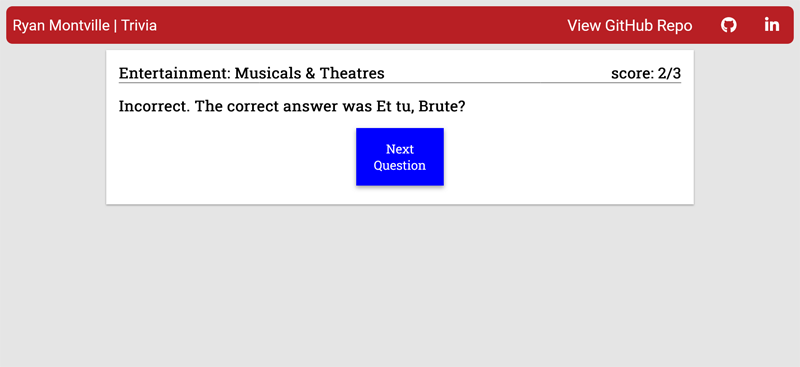 Ryan Montville | Trivia View GitHub Repo in
Entertainment: Musicals & Theatres score: 2/3
Incorrect. The correct answer was Et tu, Brute?
Next
Question